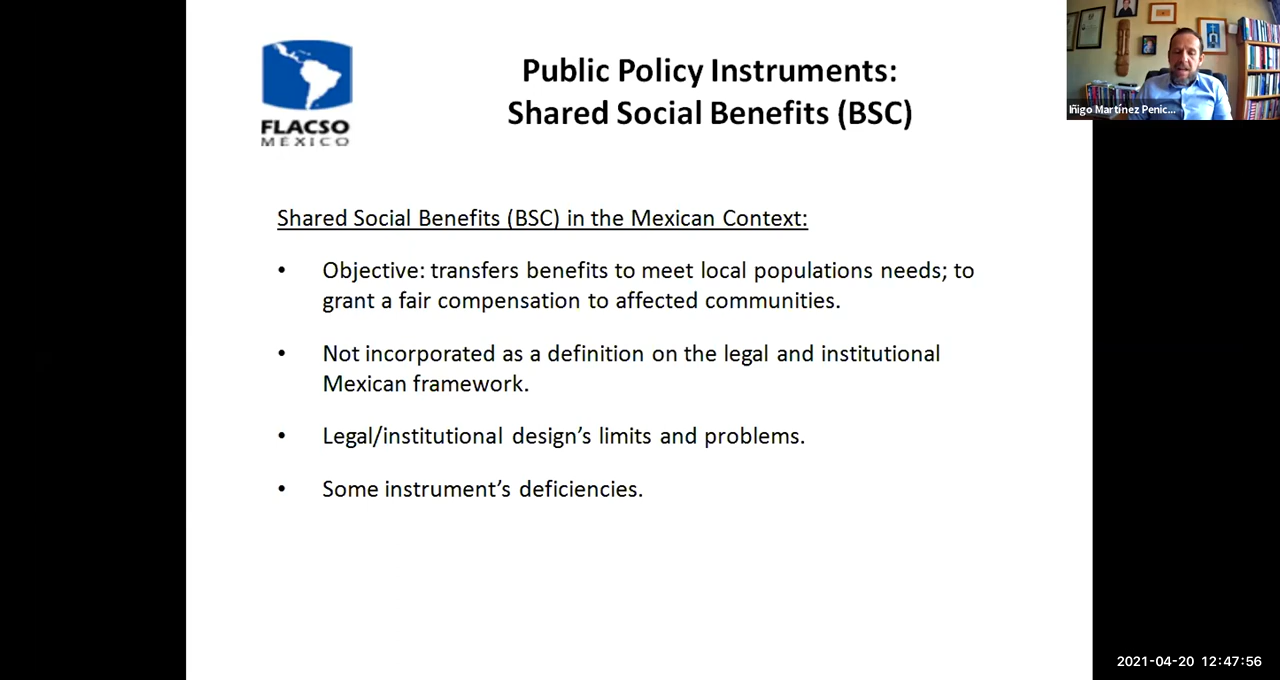 FLACSO
MEXICO
Public Policy Instruments:
Shared Social Benefits (BSC)
Iñigo Martínez Penic...
Shared Social Benefits (BSC) in the Mexican Context:
• Objective: transfers benefits to meet local populations needs; to
grant a fair compensation to affected communities.
• Not incorporated as a definition on the legal and institutional
Mexican framework.
• Legal/institutional design’s limits and problems.
• Some instrument’s deficiencies.
2021-04-20 12:47:56